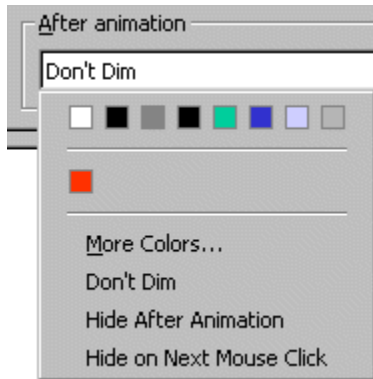 After animation
Don't Dim
More Colors...
Don't Dim
Hide After Animation
Hide on Next Mouse Click